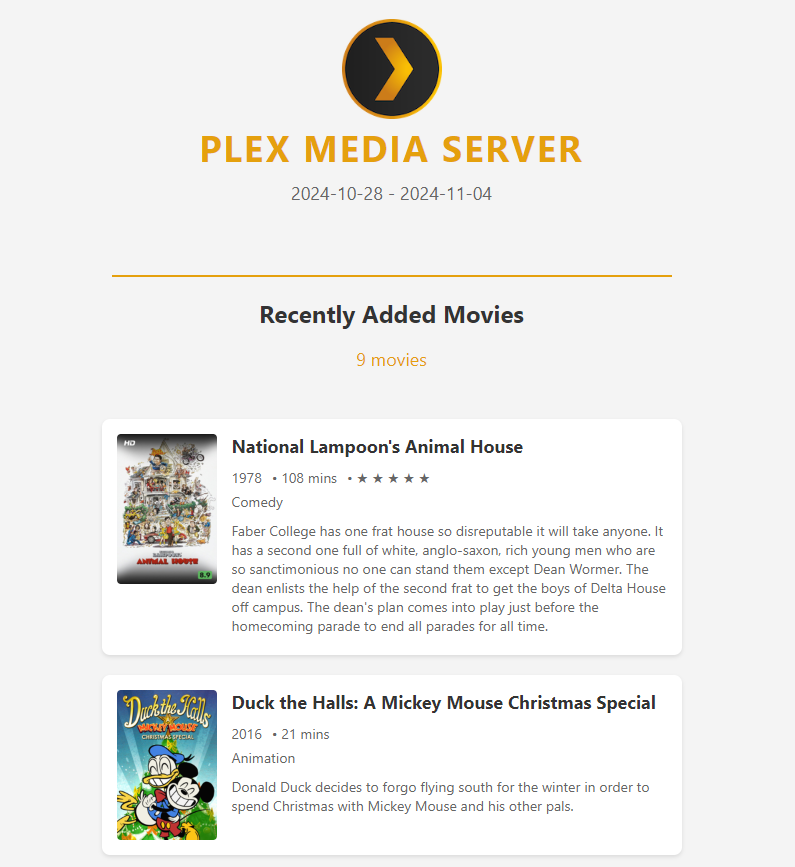 PLEX MEDIA SERVER
2024-10-28 - 2024-11-04
Recently Added Movies
9 movies
HD
ANIMAL HOUSE
8.9
National Lampoon's Animal House
1978 • 108 mins • ★ ★ ★ ★ ★
Comedy
Faber College has one frat house so disreputable it will take anyone. It
has a second one full of white, anglo-saxon, rich young men who are
so sanctimonious no one can stand them except Dean Wormer. The
dean enlists the help of the second frat to get the boys of Delta House
off campus. The dean's plan comes into play just before the
homecoming parade to end all parades for all time.
Duck the Halls
MICKEY MOUSE
CHRISTMAS SPECIAL
Duck the Halls: A Mickey Mouse Christmas Special
2016 • 21 mins
Animation
Donald Duck decides to forgo flying south for the winter in order to
spend Christmas with Mickey Mouse and his other pals.